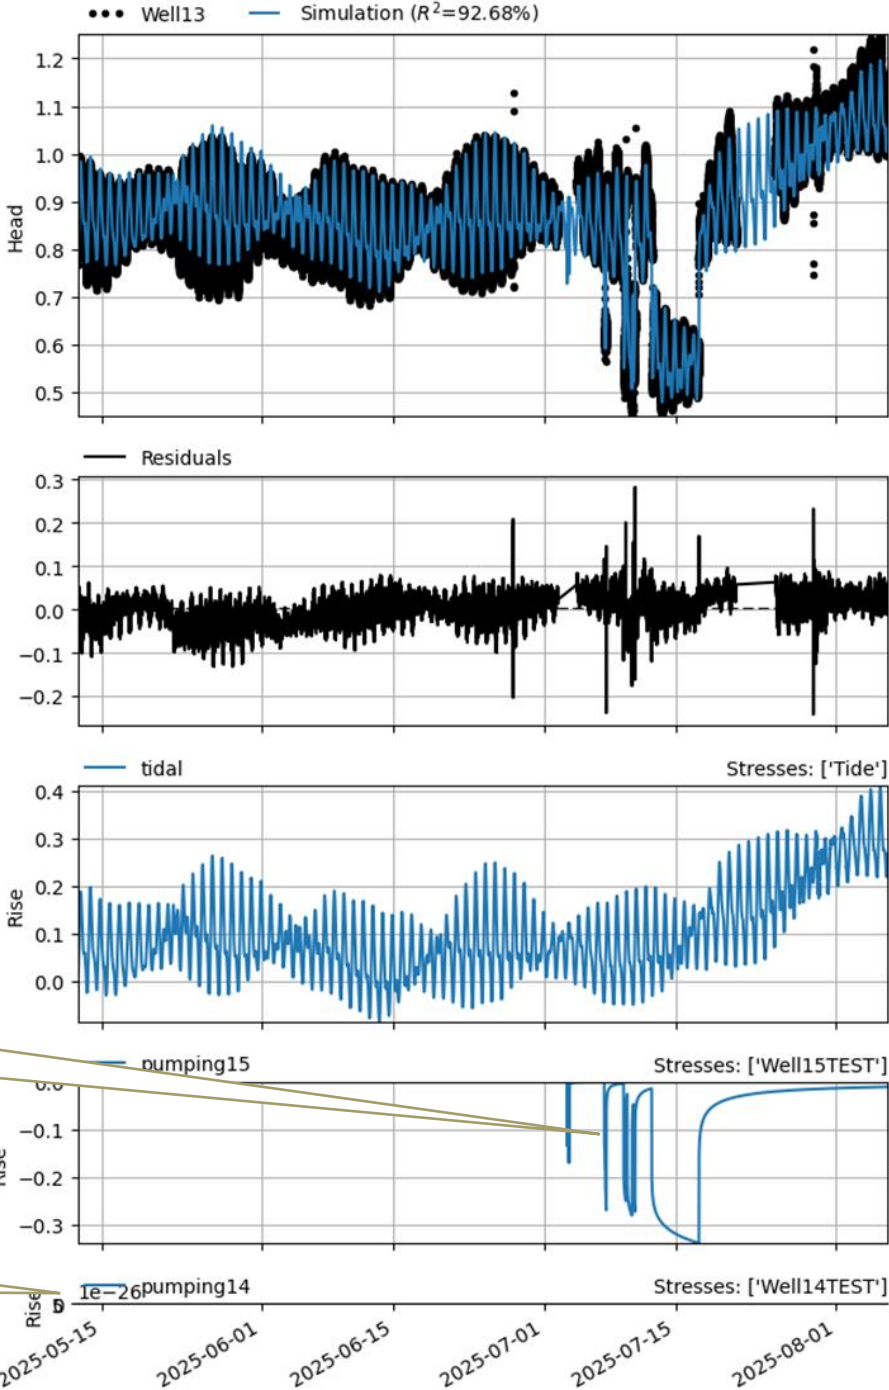 Well13 Simulation (R²=92.68%)
1.2
1.1
1.0
0.9
0.8
0.7
0.6
0.5
Head
Residuals
0.3
0.2
0.1
0.0
−0.1
−0.2
tidal Stresses: ['Tide']
0.4
0.3
0.2
0.1
0.0
Rise
pumping15 Stresses: ['Well15TEST']
0.0
−0.1
−0.2
−0.3
Rise
pumping14 Stresses: ['Well14TEST']
1e−26
Rise
2025-05-15
2025-06-01
2025-06-15
2025-07-01
2025-07-15
2025-08-01